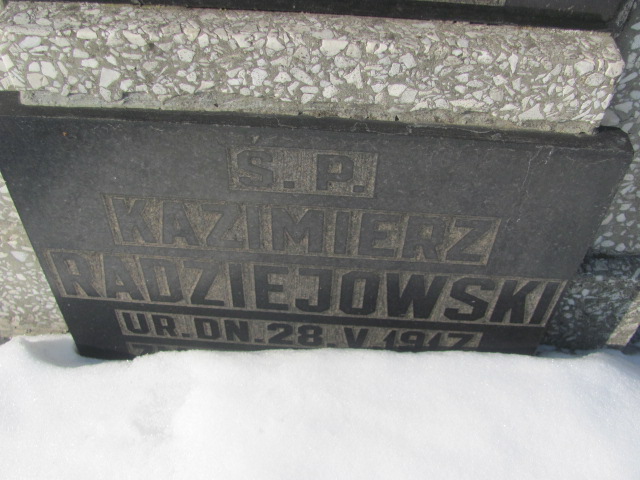 S. P.
KAZIMIERZ
RADZIEJOWSKI
UR. DN. 28. V. 1917